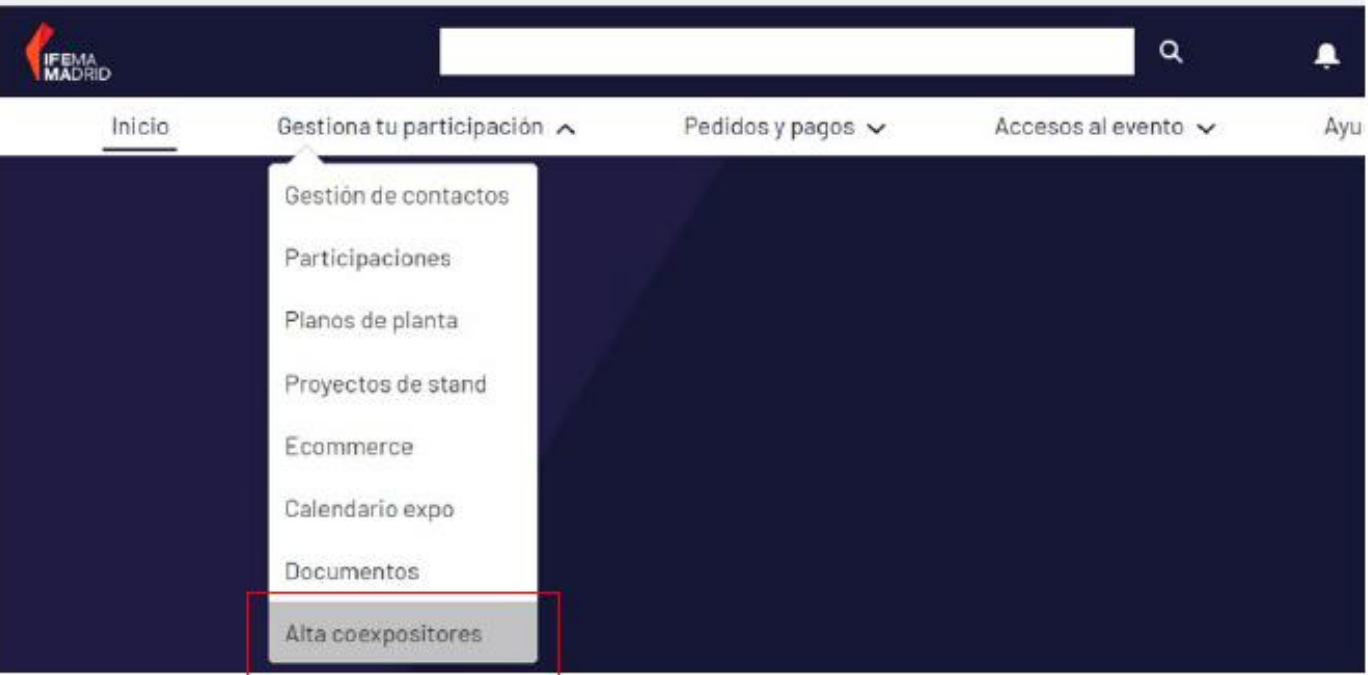 IFEMA
MADRID
Inicio
Gestiona tu participación
Pedidos y pagos
Accesos al evento
Ayu
Gestión de contactos
Participaciones
Planos de planta
Proyectos de stand
Ecommerce
Calendario expo
Documentos
Alta coexpositores